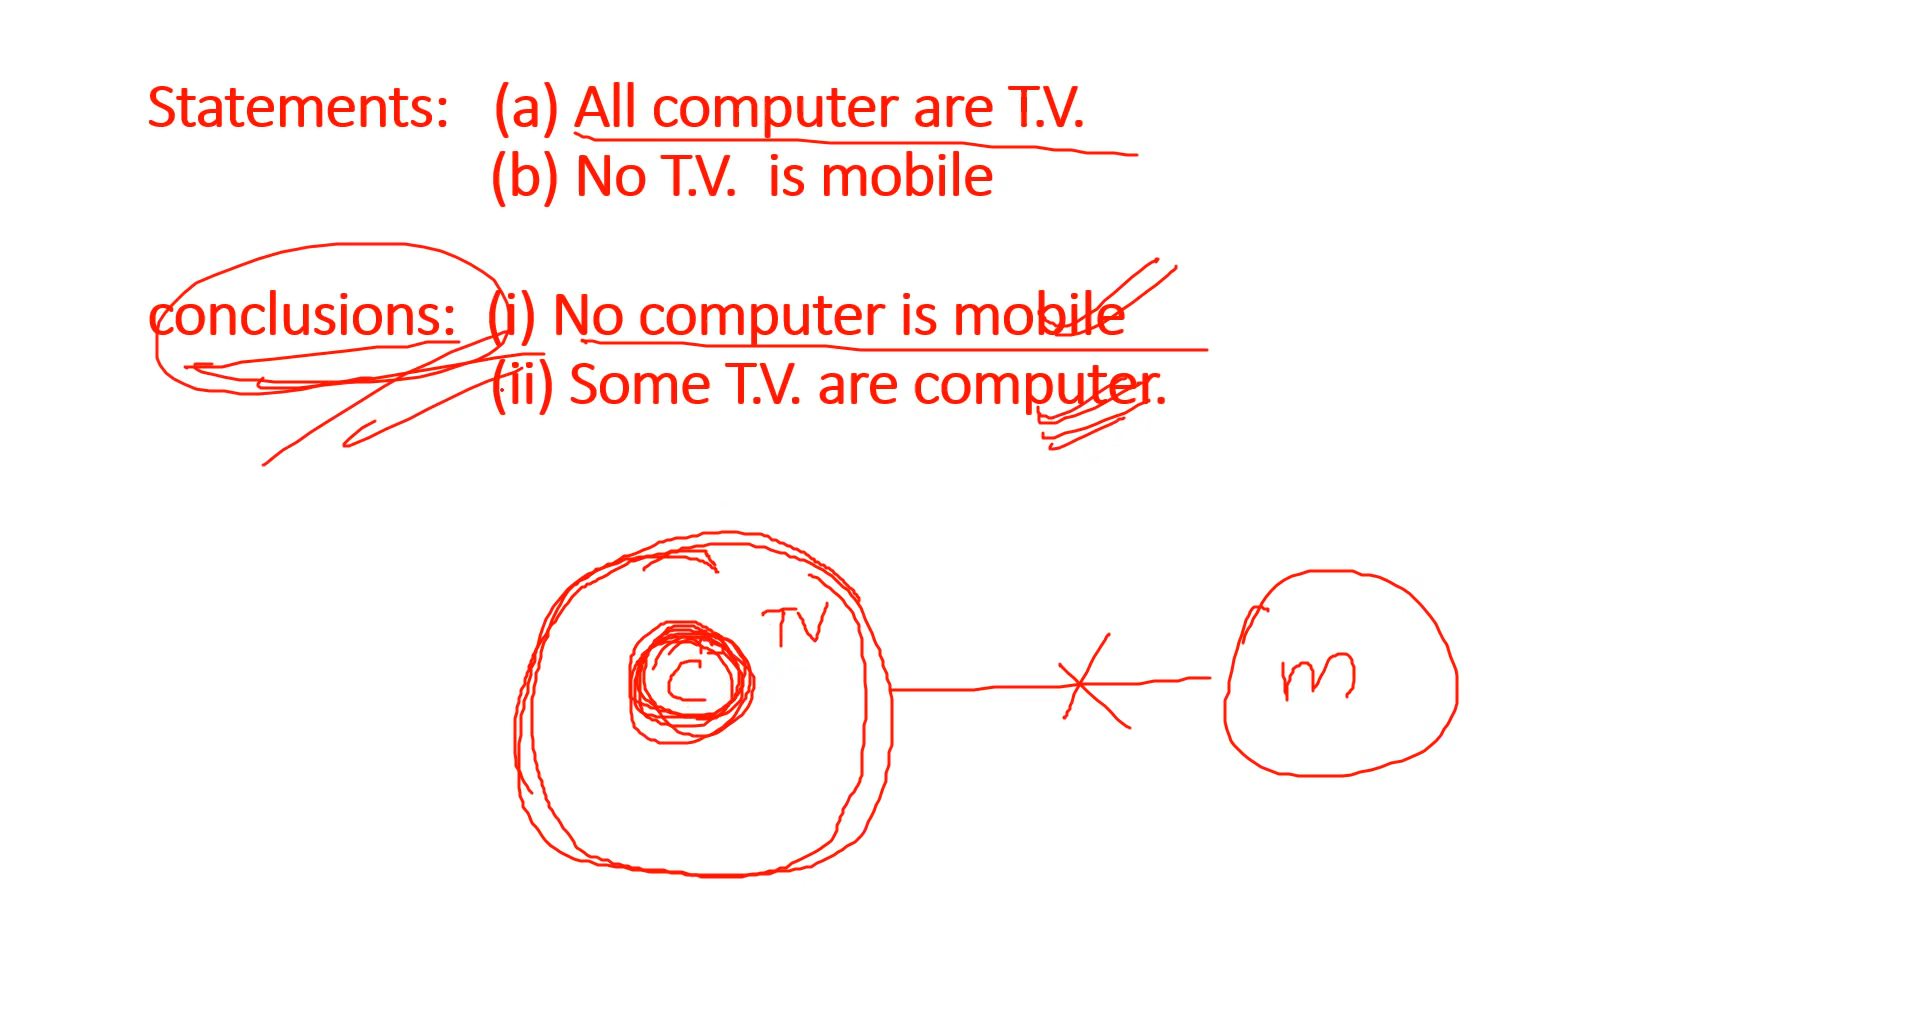 Statements: (a) All computer are T.V.
(b) No T.V. is mobile
conclusions: (i) No computer is mobile
(ii) Some T.V. are computer.
TV
C
m